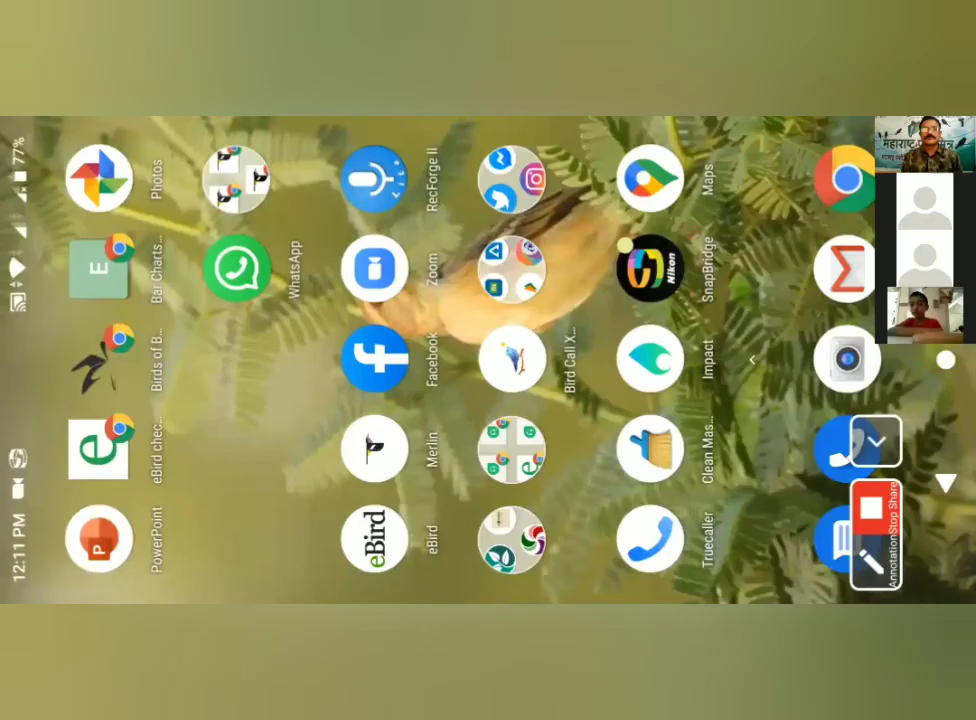 12:11 PM
77%
PowerPoint
eBird chec...
Birds of B...
Bar Charts...
Photos
WhatsApp
eBird
eBird
Merlin
Facebook
Zoom
RecForge II
Bird Call X...
Truecaller
Clean Mas...
Impact
Nikon
SnapBridge
Maps
Annotation
Stop Share